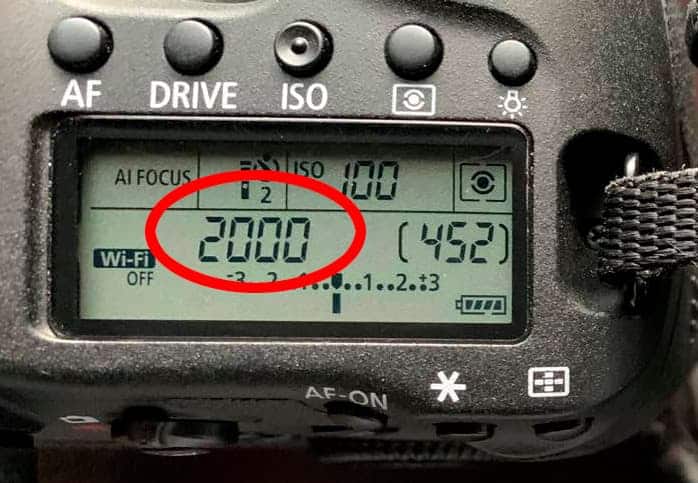 AF DRIVE ISO
AI FOCUS 2 ISO 100
2000 [452]
Wi-Fi
OFF
-3..2..1..0..1..2.+3
AF-ON